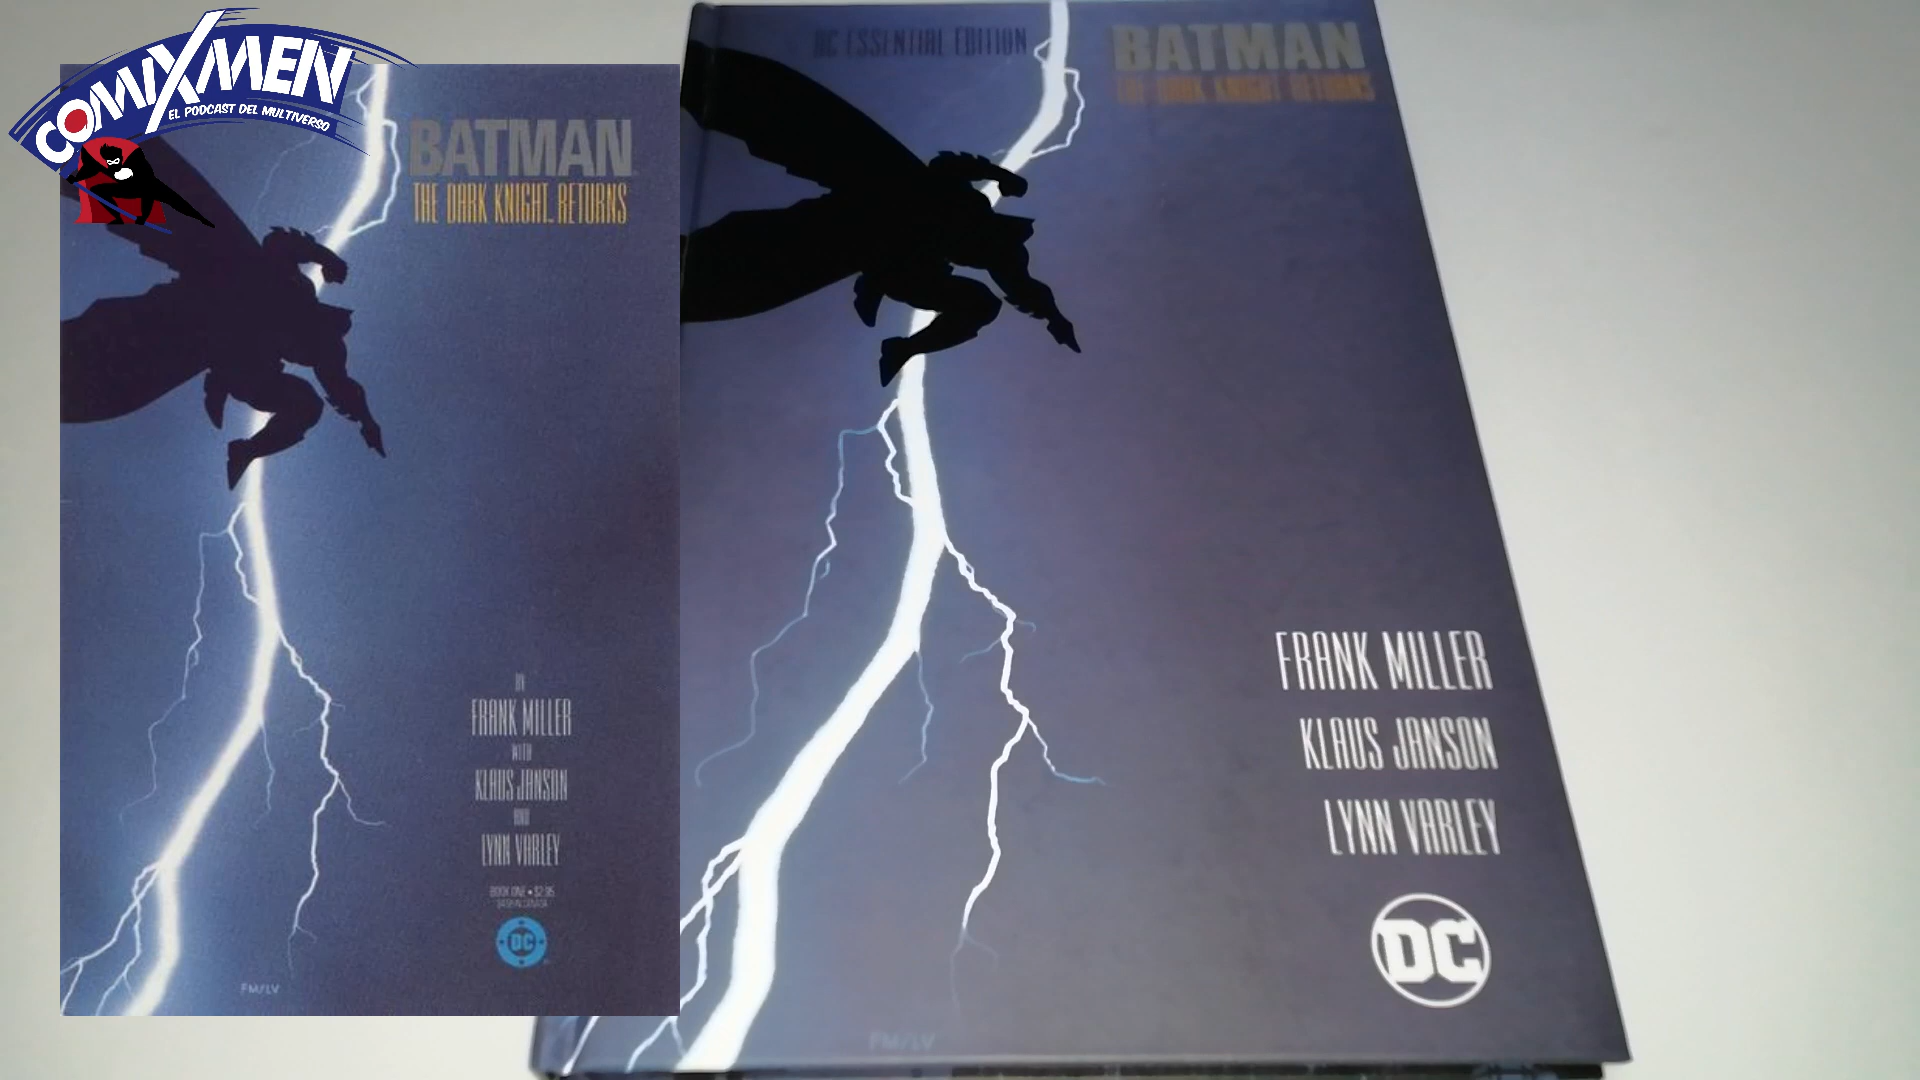 COMIXMEN
EL PODCAST DEL MULTIVERSO
BATMAN
THE DARK KNIGHT RETURNS
BY
FRANK MILLER
WITH
KLAUS JANSON
AND
LYNN VARLEY
BOOK ONE • $2.95
DC
FM/LV
DC ESSENTIAL EDITION
BATMAN
THE DARK KNIGHT RETURNS
FRANK MILLER
KLAUS JANSON
LYNN VARLEY
DC
FM/LV